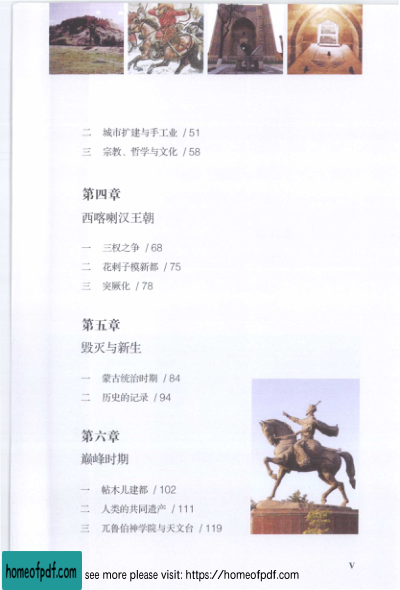 二 城市扩建与手工业 / 51
三 宗教、哲学与文化 / 58
第四章
西喀喇汉王朝
一 三权之争 / 68
二 花剌子模新都 / 75
三 突厥化 / 78
第五章
毁灭与新生
一 蒙古统治时期 / 84
二 历史的记录 / 94
第六章
巅峰时期
一 帖木儿建都 / 102
二 人类的共同遗产 / 111
三 兀鲁伯神学院与天文台 / 119
V
homeofpdf.com
see more please visit: https://homeofpdf.com